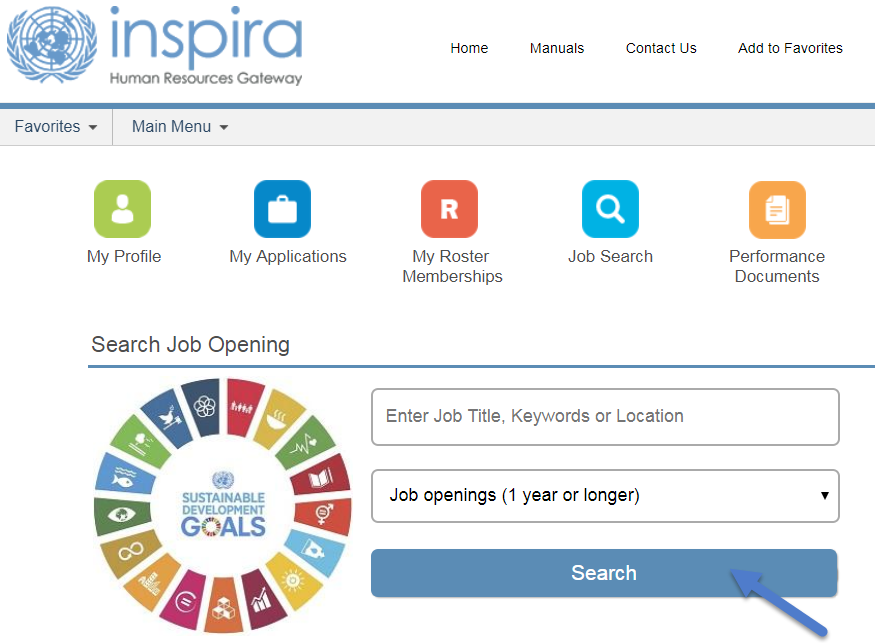 inspira
Human Resources Gateway
Home Manuals Contact Us Add to Favorites
Favorites Main Menu
My Profile
My Applications
R
My Roster
Memberships
Job Search
Performance
Documents
Search Job Opening
SUSTAINABLE
DEVELOPMENT
GOALS
Enter Job Title, Keywords or Location
Job openings (1 year or longer)
Search